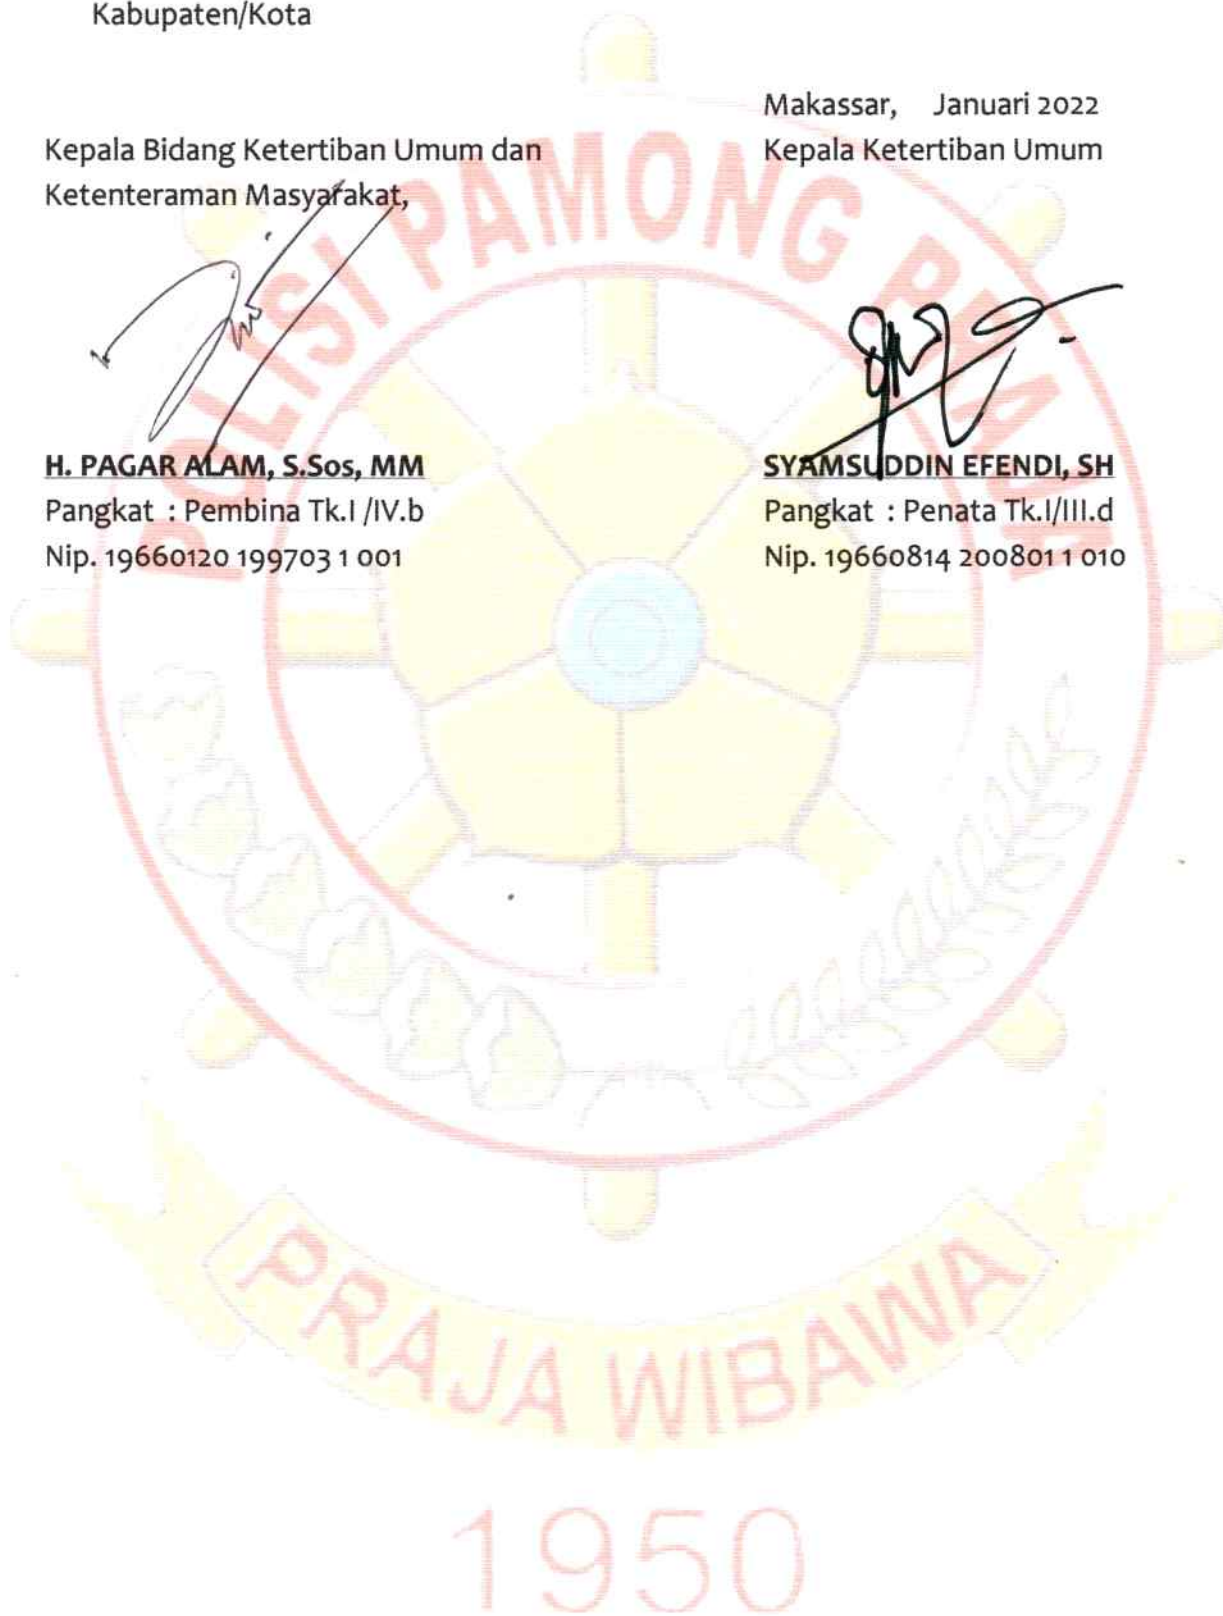 Kabupaten/Kota
Makassar, Januari 2022
Kepala Bidang Ketertiban Umum dan
Ketenteraman Masyarakat,
Kepala Ketertiban Umum
H. PAGAR ALAM, S.Sos, MM
Pangkat : Pembina Tk.I /IV.b
Nip. 19660120 199703 1 001
SYAMSUDDIN EFENDI, SH
Pangkat : Penata Tk.I/III.d
Nip. 19660814 200801 1 010
POLISI PAMONG PRAJA
PRAJA WIBAWA
1950